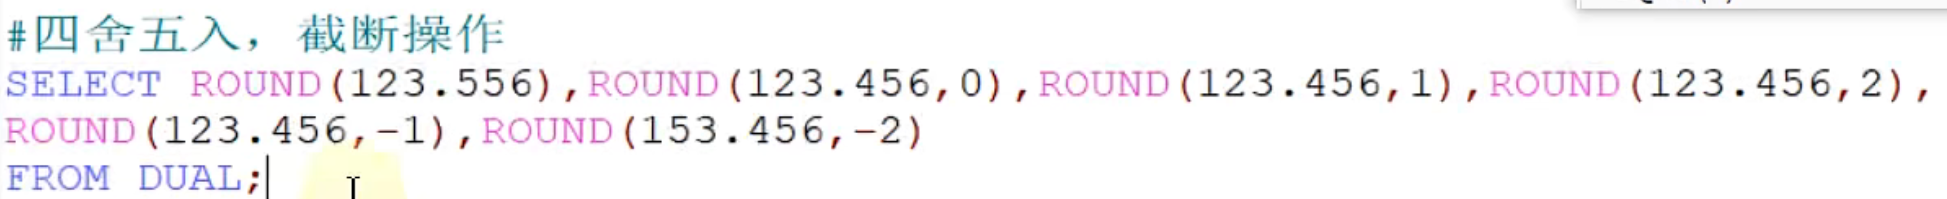 #四舍五入，截断操作
SELECT ROUND(123.556),ROUND(123.456,0),ROUND(123.456,1),ROUND(123.456,2),
ROUND(123.456,-1),ROUND(153.456,-2)
FROM DUAL;